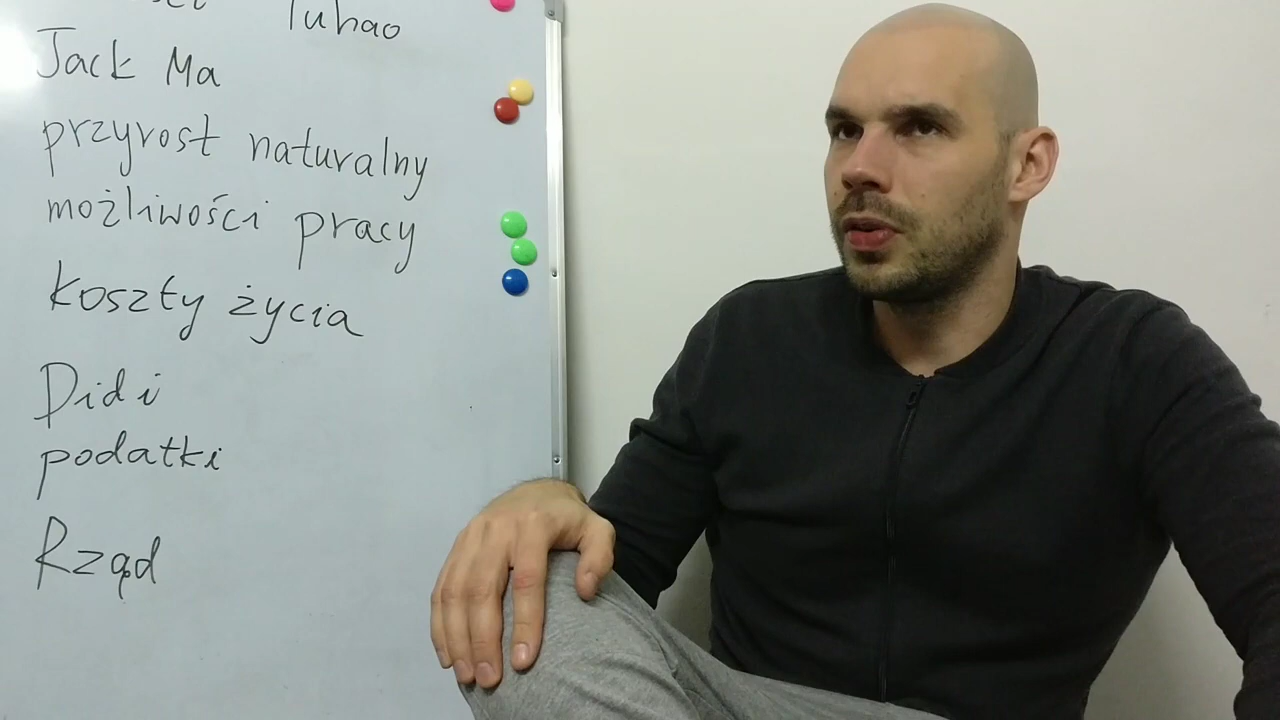 tuhao
Jack Ma
przyrost naturalny
możliwości pracy
Koszty życia
Didi
podatki
Rząd